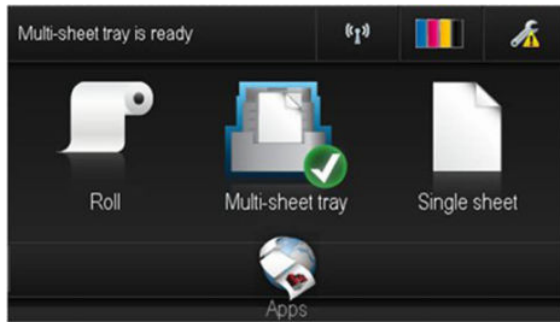 Multi-sheet tray is ready
Roll
Multi-sheet tray
Single sheet
Apps